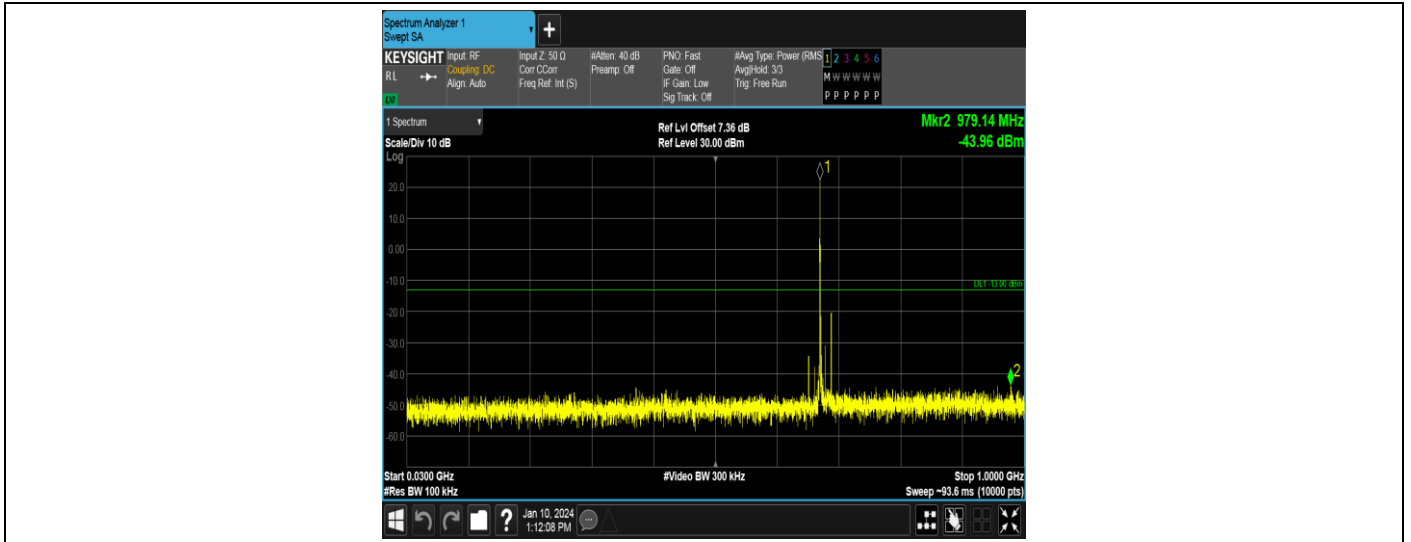 Spectrum Analyzer 1
Swept SA
+
KEYSIGHT
RL
Input: RF
Coupling: DC
Align: Auto
Input Z: 50 Ω
Corr CCorr
Freq Ref: Int (S)
#Atten: 40 dB
Preamp: Off
PNO: Fast
Gate: Off
IF Gain: Low
Sig Track: Off
#Avg Type: Power (RMS
Avg|Hold: 3/3
Trig: Free Run
1 2 3 4 5 6
M W W W W W
P P P P P P
1 Spectrum
Scale/Div 10 dB
Ref Lvl Offset 7.36 dB
Ref Level 30.00 dBm
Mkr2 979.14 MHz
-43.96 dBm
Log
1
20.0
10.0
0.00
-10.0
DL1 -13.00 dBm
-20.0
-30.0
-40.0
2
-50.0
-60.0
Start 0.0300 GHz
#Res BW 100 kHz
#Video BW 300 kHz
Stop 1.0000 GHz
Sweep ~93.6 ms (10000 pts)
?
Jan 10, 2024
1:12:08 PM